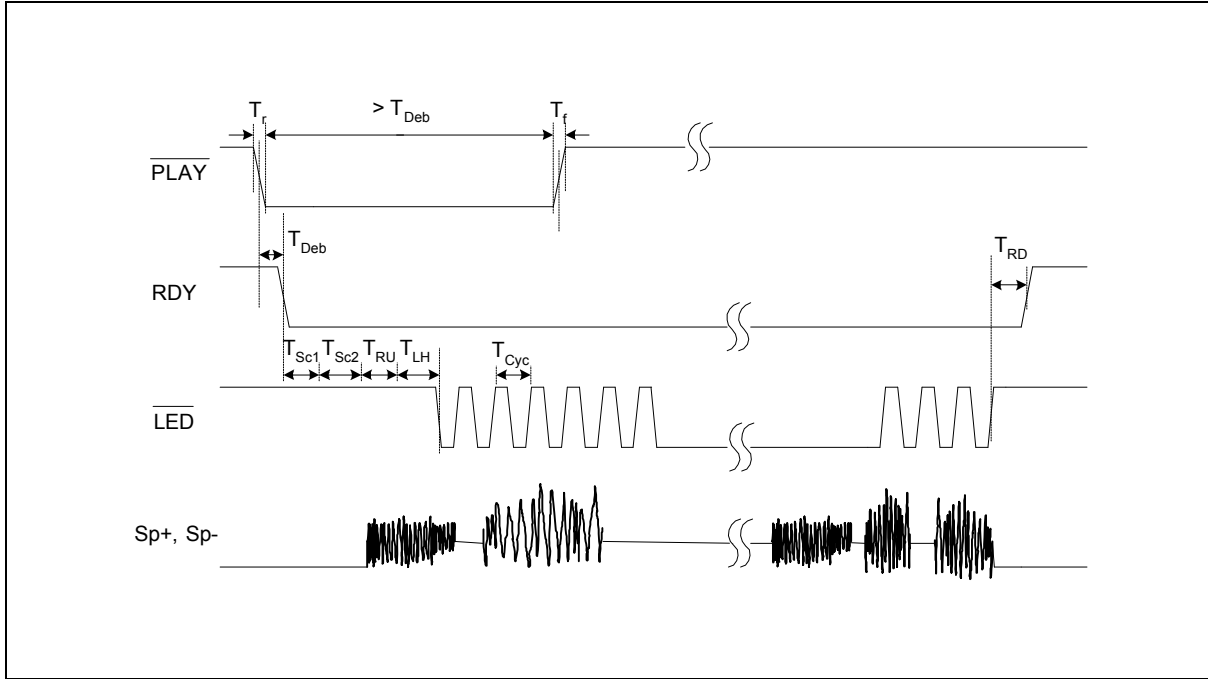 T_r > T_Deb T_f
PLAY
T_Deb T_RD
RDY
T_Sc1 T_Sc2 T_RU T_LH T_Cyc
LED
Sp+, Sp-